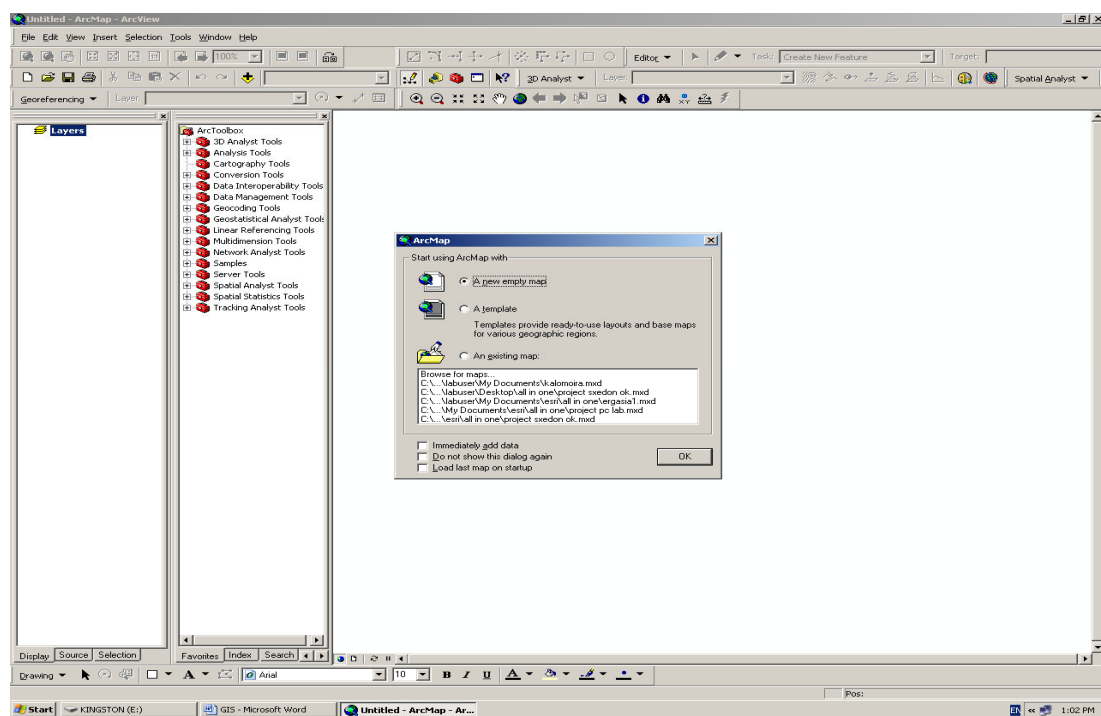 Untitled - ArcMap - ArcView
File Edit View Insert Selection Tools Window Help
100%
Editor Task: Create New Feature Target:
3D Analyst Layer: Spatial Analyst
Georeferencing Layer:
Layers
ArcToolbox
3D Analyst Tools
Analysis Tools
Cartography Tools
Conversion Tools
Data Interoperability Tools
Data Management Tools
Geocoding Tools
Geostatistical Analyst Tools
Linear Referencing Tools
Multidimension Tools
Network Analyst Tools
Samples
Server Tools
Spatial Analyst Tools
Spatial Statistics Tools
Tracking Analyst Tools
ArcMap
Start using ArcMap with
A new empty map
A template
Templates provide ready-to-use layouts and base maps
for various geographic regions.
An existing map:
Browse for maps...
C:\...\labuser\My Documents\kalomoira.mxd
C:\...\labuser\Desktop\all in one\project sxedon ok.mxd
C:\...\labuser\My Documents\esri\all in one\ergasia1.mxd
C:\...\My Documents\esri\all in one\project pc lab.mxd
C:\...\esri\all in one\project sxedon ok.mxd
Immediately add data
Do not show this dialog again
Load last map on startup
OK
Display Source Selection
Favorites Index Search
Drawing A Arial 10 B I U A
Pos:
Start KINGSTON (E:) GIS - Microsoft Word Untitled - ArcMap - Ar... EN 1:02 PM